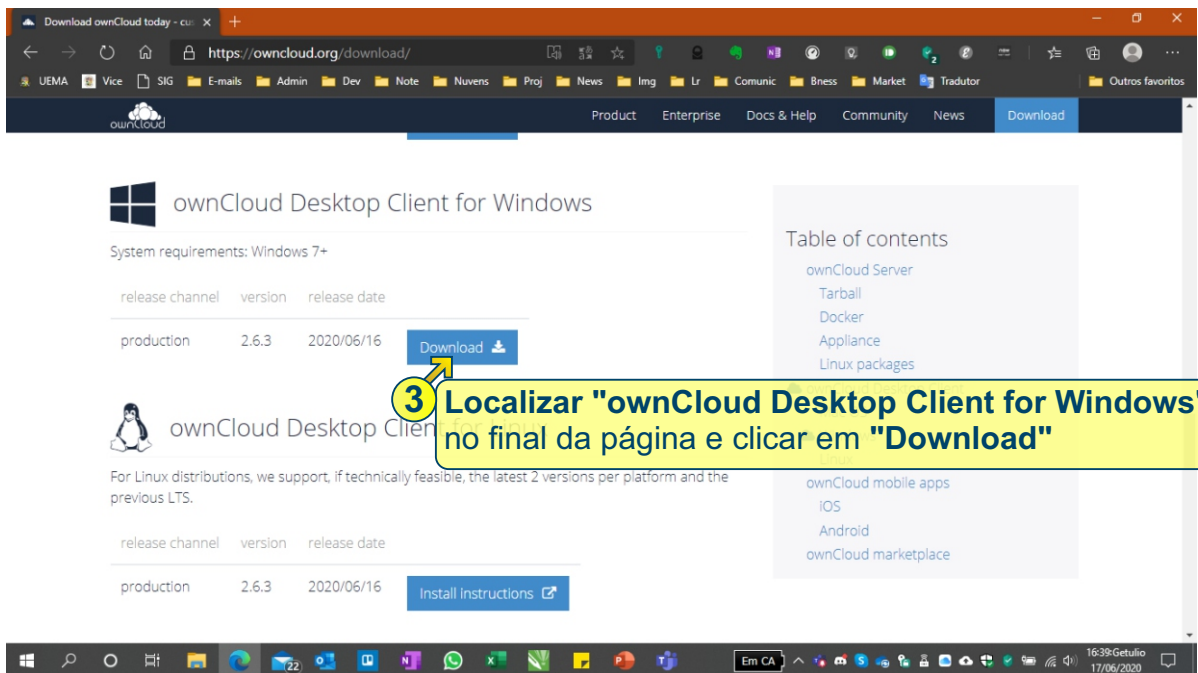 Download ownCloud today - cus
https://owncloud.org/download/
UEMA Vice SIG E-mails Admin Dev Note Nuvens Proj News Img Lr Comunic Bness Market Tradutor Outros favoritos
ownCloud
Product Enterprise Docs & Help Community News Download
ownCloud Desktop Client for Windows
System requirements: Windows 7+
release channel version release date
production 2.6.3 2020/06/16 Download
Table of contents
ownCloud Server
Tarball
Docker
Appliance
Linux packages
3 Localizar "ownCloud Desktop Client for Windows"
no final da página e clicar em "Download"
ownCloud Desktop Client for Linux
For Linux distributions, we support, if technically feasible, the latest 2 versions per platform and the
previous LTS.
release channel version release date
production 2.6.3 2020/06/16 Install instructions
ownCloud mobile apps
iOS
Android
ownCloud marketplace
22
Em CA
16:39:Getulio
17/06/2020